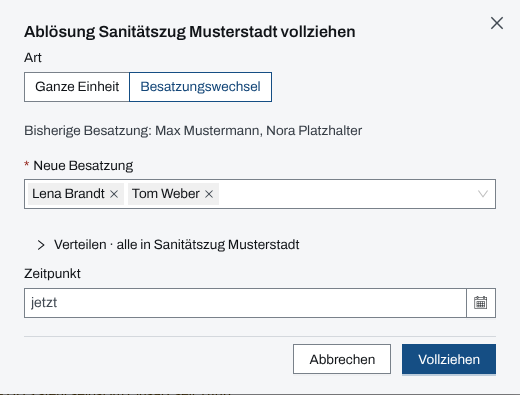 Ablösung Sanitätszug Musterstadt vollziehen
Art
Ganze Einheit Besatzungswechsel
Bisherige Besatzung: Max Mustermann, Nora Platzhalter
* Neue Besatzung
Lena Brandt Tom Weber
Verteilen · alle in Sanitätszug Musterstadt
Zeitpunkt
jetzt
Abbrechen Vollziehen